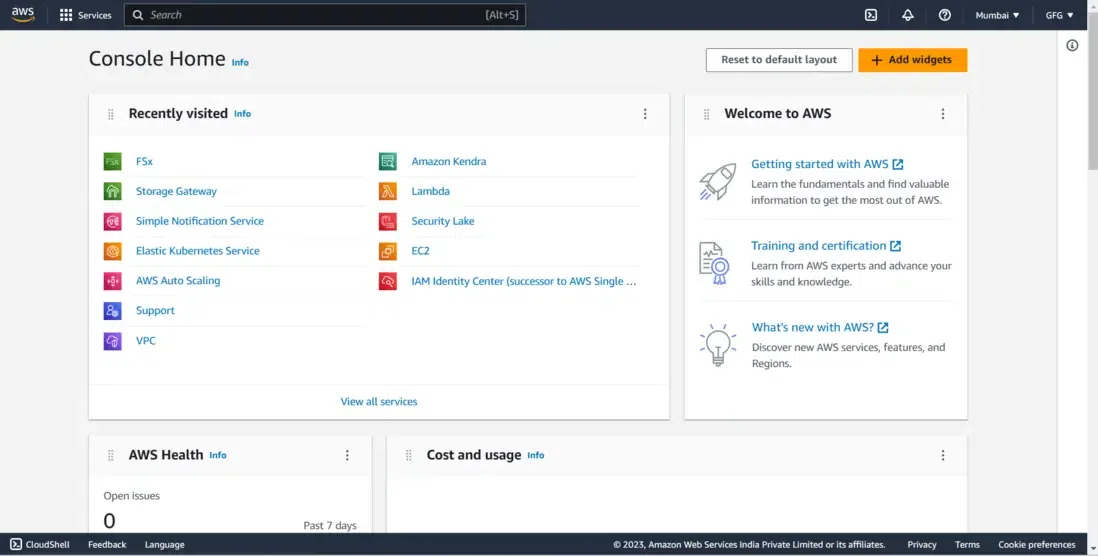 aws
Services
Search [Alt+S]
Mumbai ▼
GFG ▼
Console Home Info
Reset to default layout
+ Add widgets
Recently visited Info
FSx
Storage Gateway
Simple Notification Service
Elastic Kubernetes Service
AWS Auto Scaling
Support
VPC
Amazon Kendra
Lambda
Security Lake
EC2
IAM Identity Center (successor to AWS Single ...
View all services
Welcome to AWS
Getting started with AWS
Learn the fundamentals and find valuable
information to get the most out of AWS.
Training and certification
Learn from AWS experts and advance your
skills and knowledge.
What's new with AWS?
Discover new AWS services, features, and
Regions.
AWS Health Info
Open issues
0
Past 7 days
Cost and usage Info
CloudShell
Feedback
Language
© 2023, Amazon Web Services India Private Limited or its affiliates.
Privacy
Terms
Cookie preferences